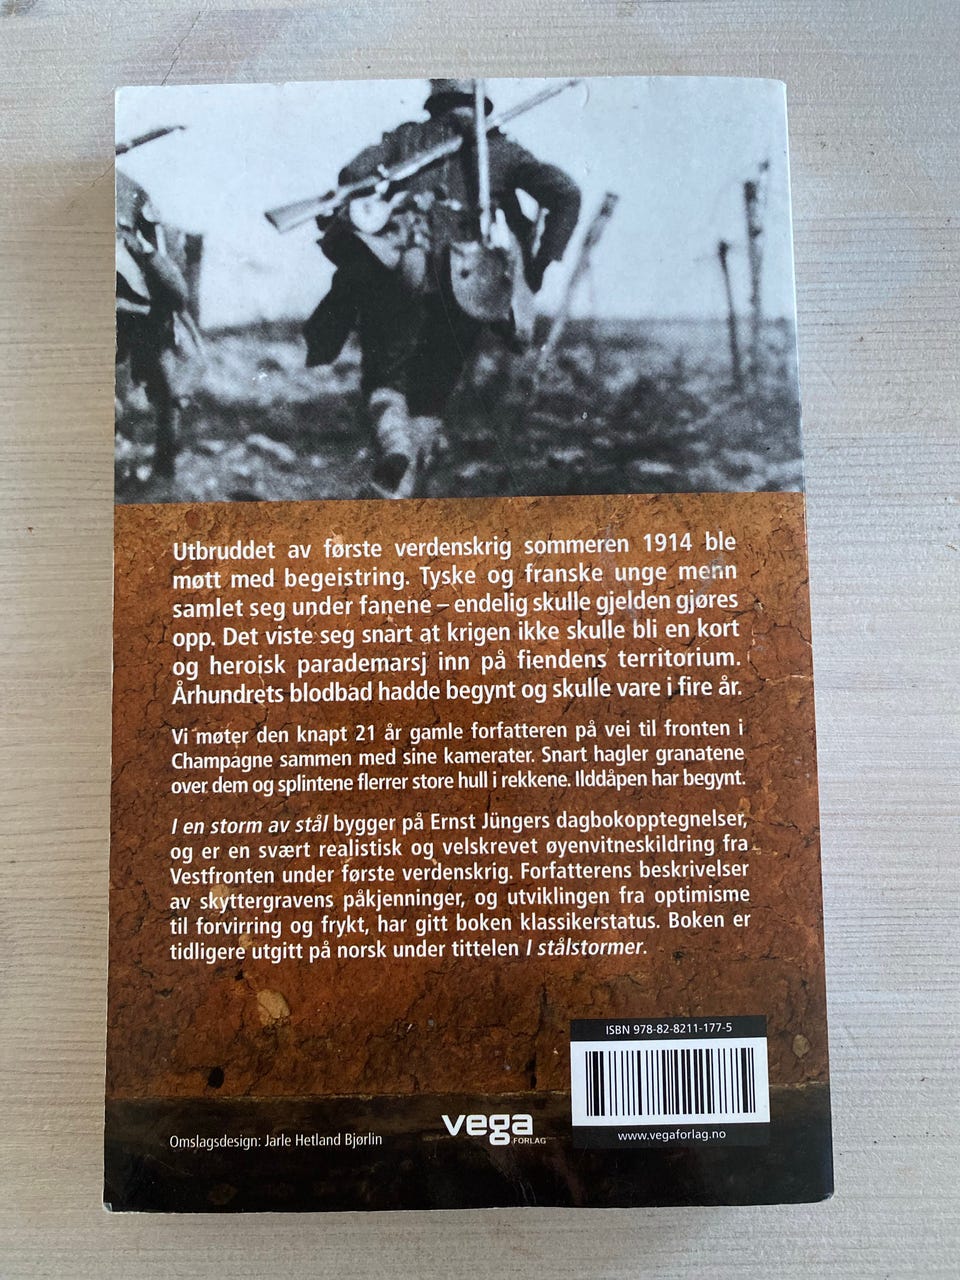 Utbruddet av første verdenskrig sommeren 1914 ble
møtt med begeistring. Tyske og franske unge menn
samlet seg under fanene – endelig skulle gjelden gjøres
opp. Det viste seg snart at krigen ikke skulle bli en kort
og heroisk parademarsj inn på fiendens territorium.
Århundrets blodbad hadde begynt og skulle vare i fire år.
Vi møter den knapt 21 år gamle forfatteren på vei til fronten i
Champagne sammen med sine kamerater. Snart hagler granatene
over dem og splintene flerrer store hull i rekkene. Ilddåpen har begynt.
I en storm av stål bygger på Ernst Jüngers dagbokopptegnelser,
og er en svært realistisk og velskrevet øyenvitneskildring fra
Vestfronten under første verdenskrig. Forfatterens beskrivelser
av skyttergravens påkjenninger, og utviklingen fra optimisme
til forvirring og frykt, har gitt boken klassikerstatus. Boken er
tidligere utgitt på norsk under tittelen I stålstormer.
ISBN 978-82-8211-177-5
www.vegaforlag.no
vega
FORLAG
Omslagsdesign: Jarle Hetland Bjørlin